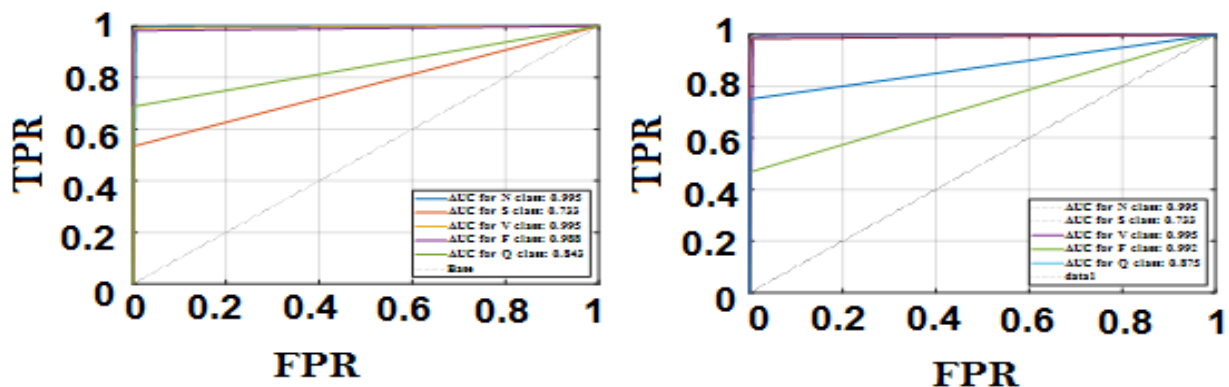 TPR
1
0.8
0.6
0.4
0.2
0
0 0.2 0.4 0.6 0.8 1
FPR
AUC for N class: 0.995
AUC for S class: 0.733
AUC for V class: 0.995
AUC for F class: 0.988
AUC for Q class: 0.843
Base
TPR
1
0.8
0.6
0.4
0.2
0
0 0.2 0.4 0.6 0.8 1
FPR
AUC for N class: 0.995
AUC for S class: 0.733
AUC for V class: 0.995
AUC for F class: 0.992
AUC for Q class: 0.875
data1